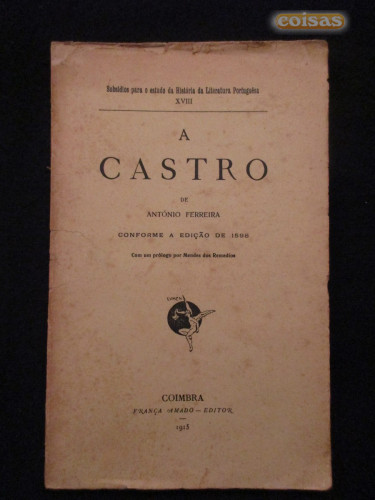 coisas
Subsídios para o estudo da História da Literatura Portuguesa
XVIII
A
CASTRO
DE
ANTÓNIO FERREIRA
CONFORME A EDIÇÃO DE 1598
Com um prólogo por Mendes dos Remedios
COIMBRA
FRANÇA AMADO — EDITOR